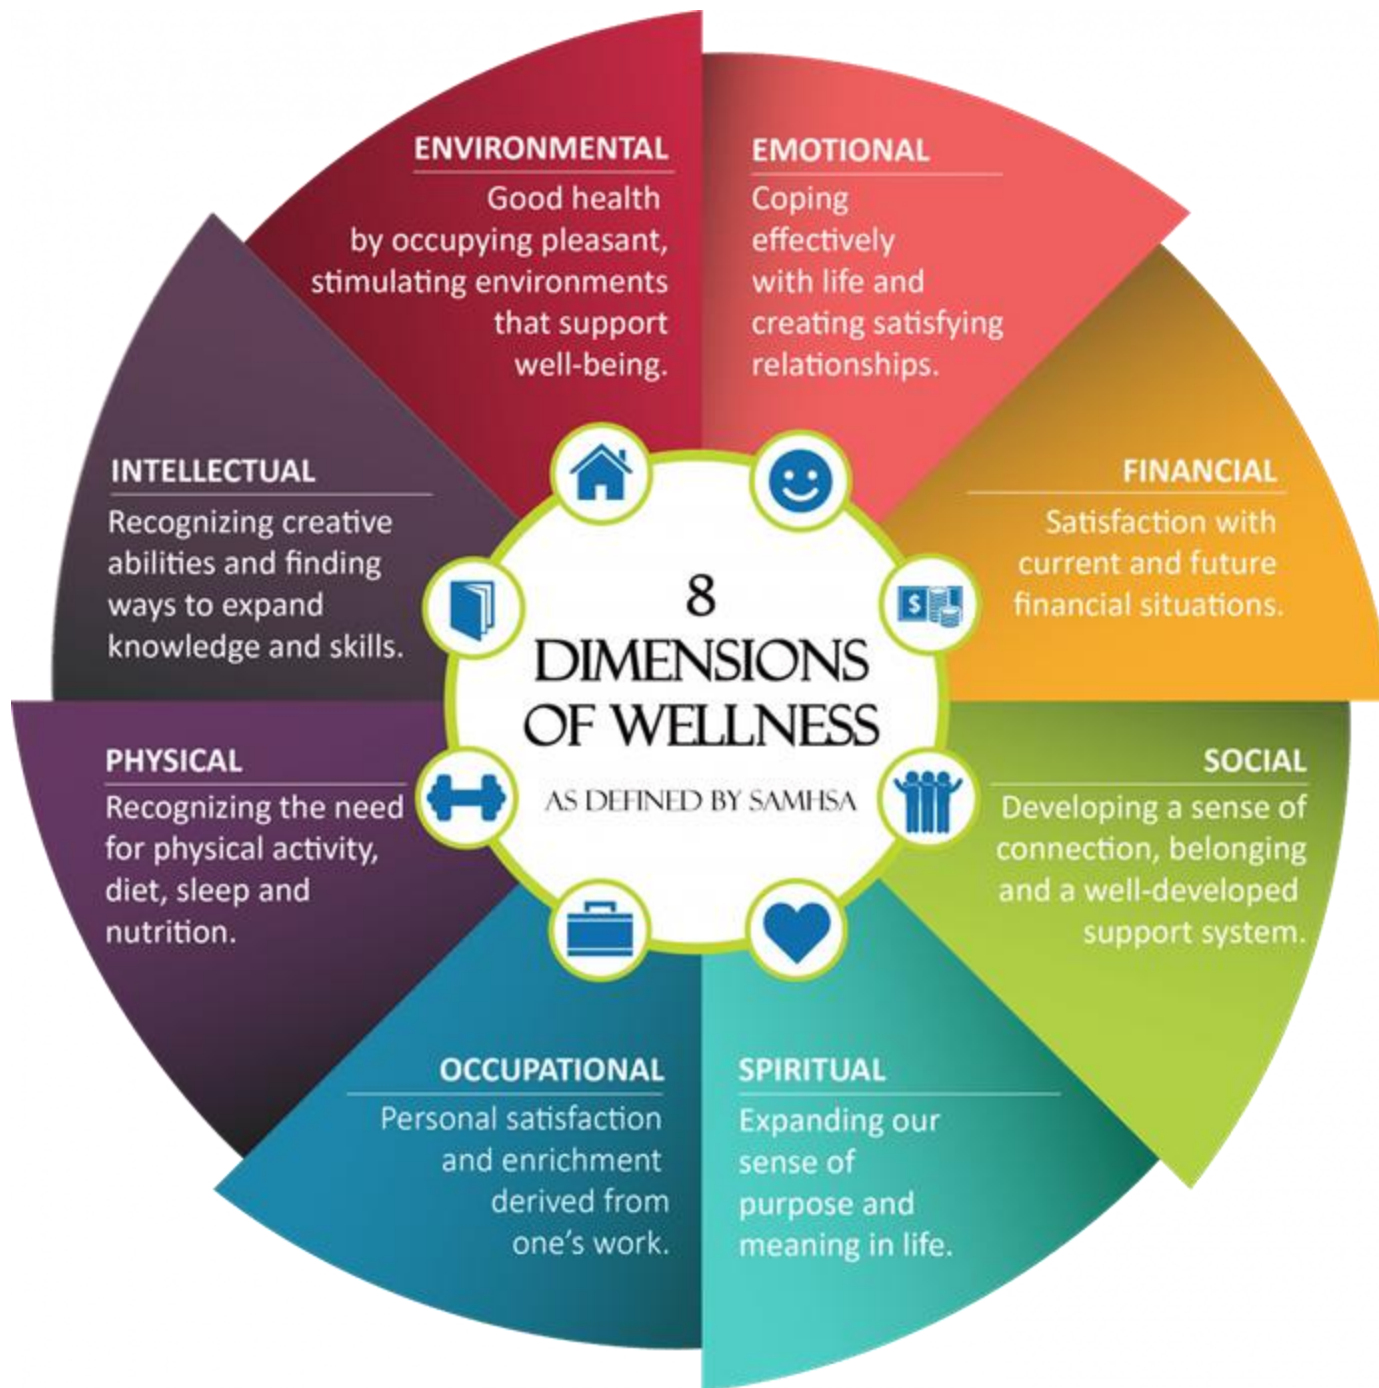 ENVIRONMENTAL
Good health
by occupying pleasant,
stimulating environments
that support
well-being.
EMOTIONAL
Coping
effectively
with life and
creating satisfying
relationships.
INTELLECTUAL
Recognizing creative
abilities and finding
ways to expand
knowledge and skills.
FINANCIAL
Satisfaction with
current and future
financial situations.
8
DIMENSIONS
OF WELLNESS
AS DEFINED BY SAMHSA
$
PHYSICAL
Recognizing the need
for physical activity,
diet, sleep and
nutrition.
SOCIAL
Developing a sense of
connection, belonging
and a well-developed
support system.
OCCUPATIONAL
Personal satisfaction
and enrichment
derived from
one's work.
SPIRITUAL
Expanding our
sense of
purpose and
meaning in life.